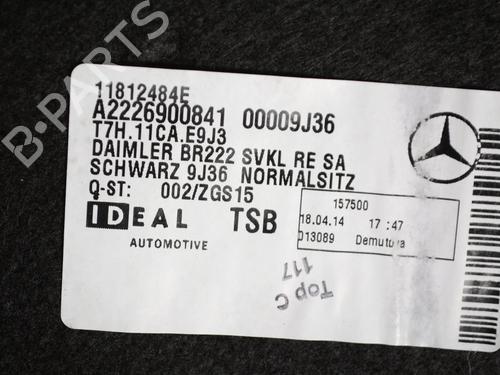 11812484E
A2226900841 00009J36
T7H.11CA.E9J3
DAIMLER BR222 SVKL RE SA
SCHWARZ 9J36 NORMALSITZ
Q-ST: 002/ZGS15
IDEAL TSB
AUTOMOTIVE
157500
18.04.14 17:47
D13089 Demutova
Top C
117
B-PARTS